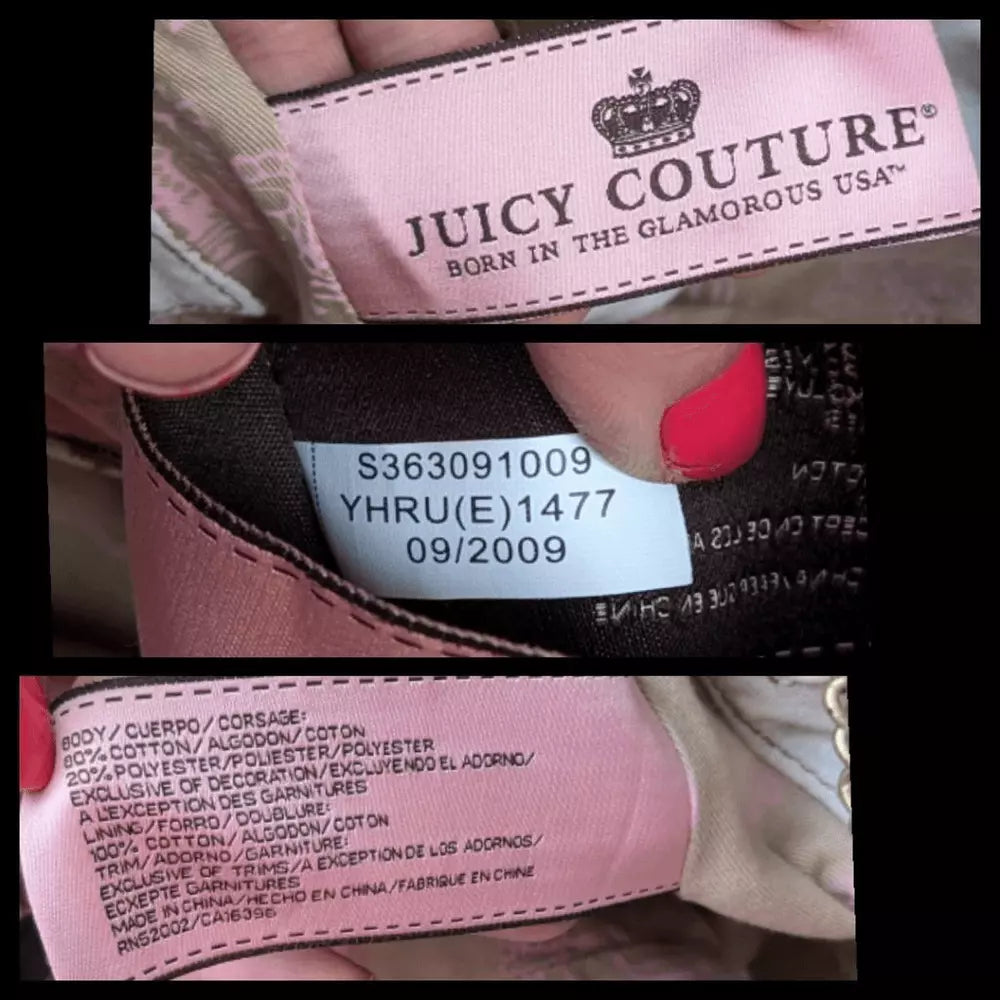 JUICY COUTURE®
BORN IN THE GLAMOROUS USA™
S363091009
YHRU(E)1477
09/2009
BODY/CUERPO/CORSAGE:
80% COTTON/ALGODON/COTON
20% POLYESTER/POLIESTER/POLYESTER
EXCLUSIVE OF DECORATION/EXCLUYENDO EL ADORNO/
A L'EXCEPTION DES GARNITURES
LINING/FORRO/DOUBLURE:
100% COTTON/ALGODON/COTON
TRIM/ADORNO/GARNITURE:
EXCLUSIVE OF TRIMS/A EXCEPTION DE LOS ADORNOS/
ECXEPTE GARNITURES
MADE IN CHINA/HECHO EN CHINA/FABRIQUE EN CHINE
RN52002/CA16396